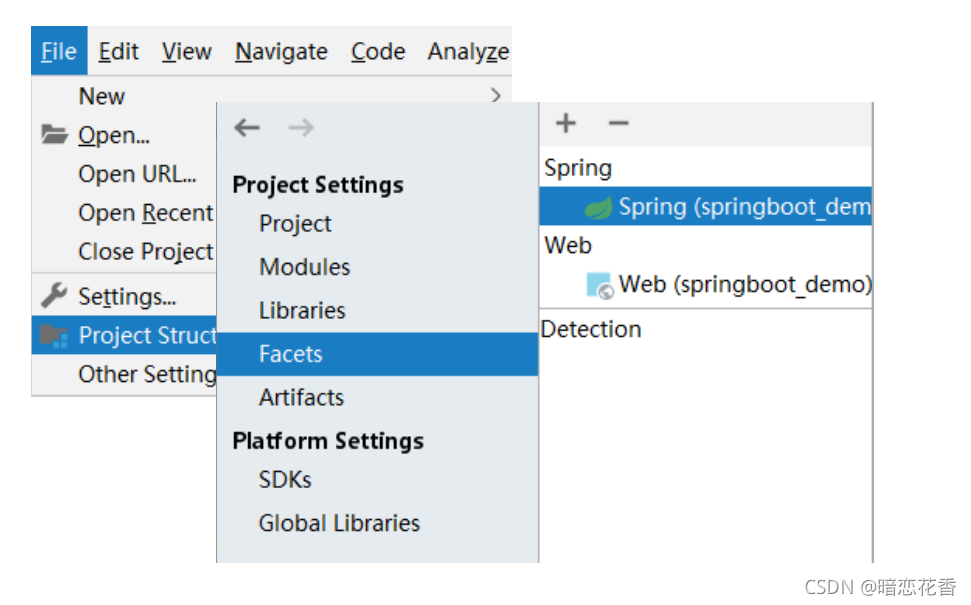 File Edit View Navigate Code Analyze
New
Open...
Open URL...
Open Recent
Close Project
Settings...
Project Struct
Other Setting
Project Settings
Project
Modules
Libraries
Facets
Artifacts
Platform Settings
SDKs
Global Libraries
Spring
Spring (springboot_dem
Web
Web (springboot_demo)
Detection
CSDN @暗恋花香